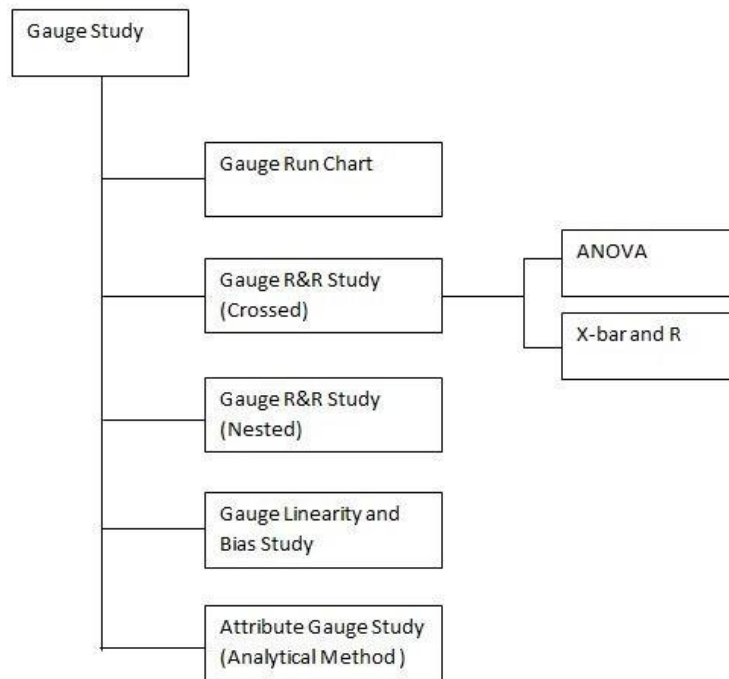 Gauge Study
Gauge Run Chart
Gauge R&R Study
(Crossed)
ANOVA
X-bar and R
Gauge R&R Study
(Nested)
Gauge Linearity and
Bias Study
Attribute Gauge Study
(Analytical Method )